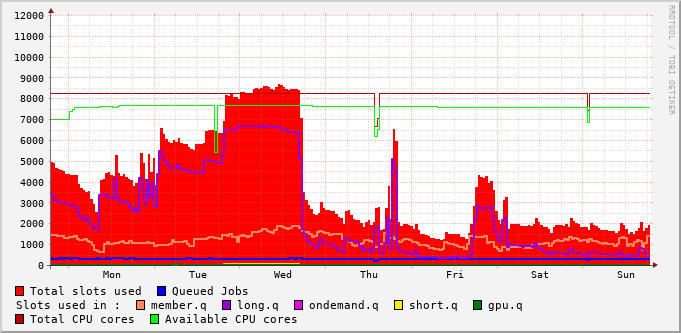 RRDTOOL / TOBI OETIKER
12000
11000
10000
9000
8000
7000
6000
5000
4000
3000
2000
1000
0
Mon Tue Wed Thu Fri Sat Sun
Total slots used Queued Jobs
Slots used in : member.q long.q ondemand.q short.q gpu.q
Total CPU cores Available CPU cores